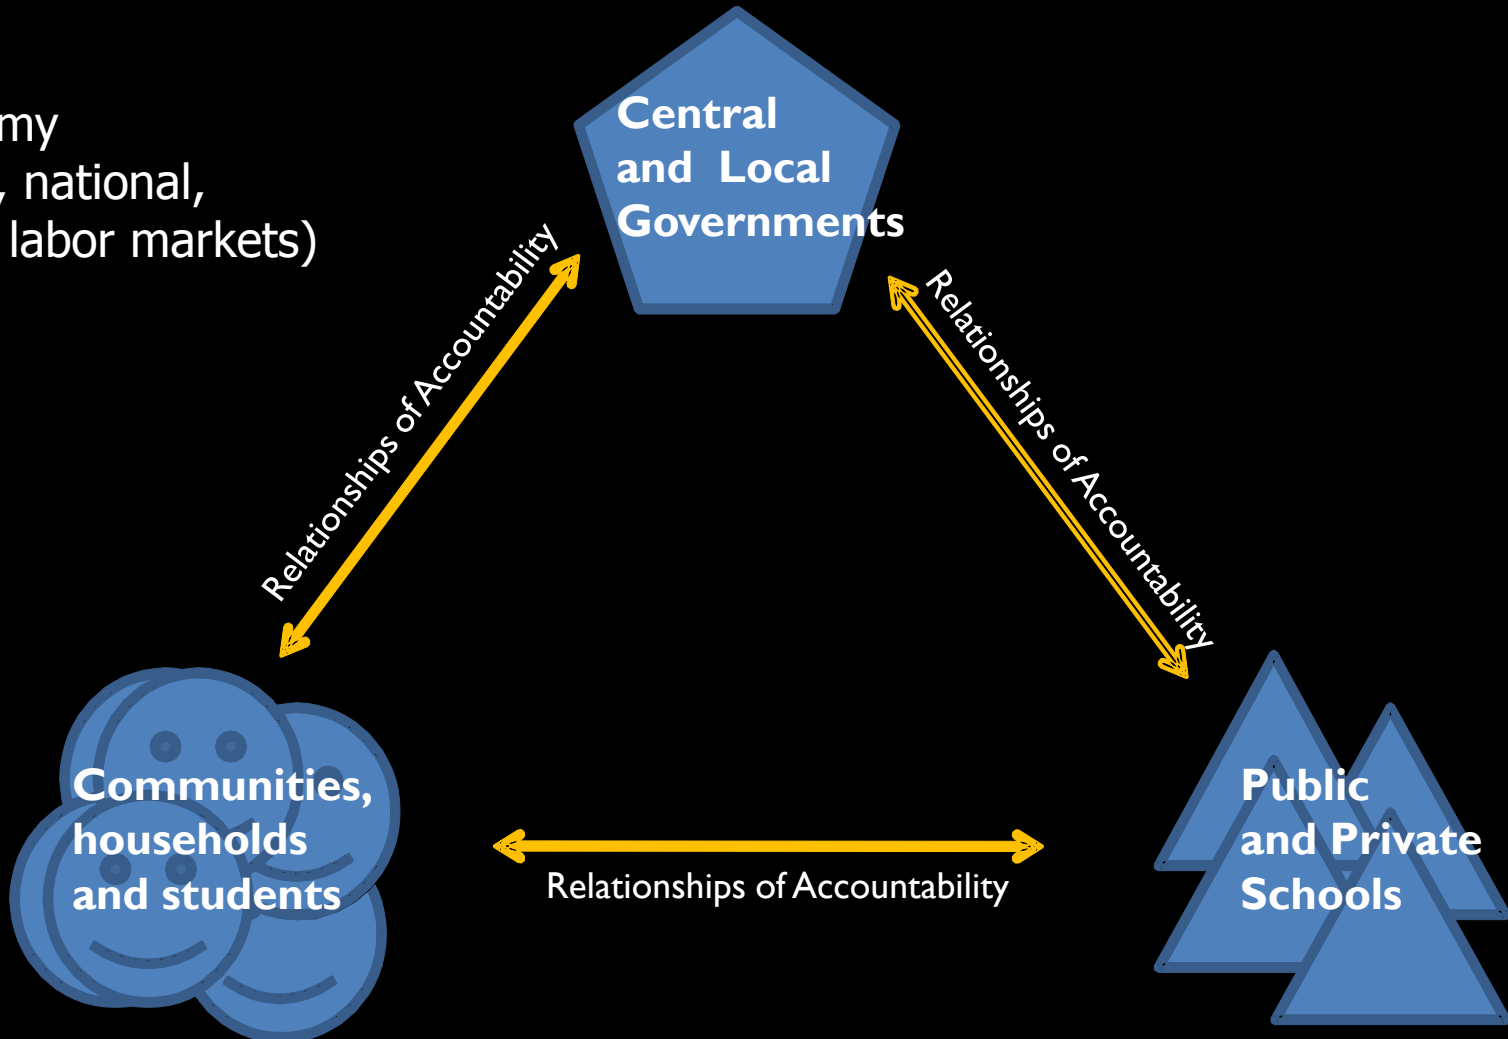 my
, national,
labor markets)
Central
and Local
Governments
Relationships of Accountability
Relationships of Accountability
Communities,
households
and students
Relationships of Accountability
Public
and Private
Schools